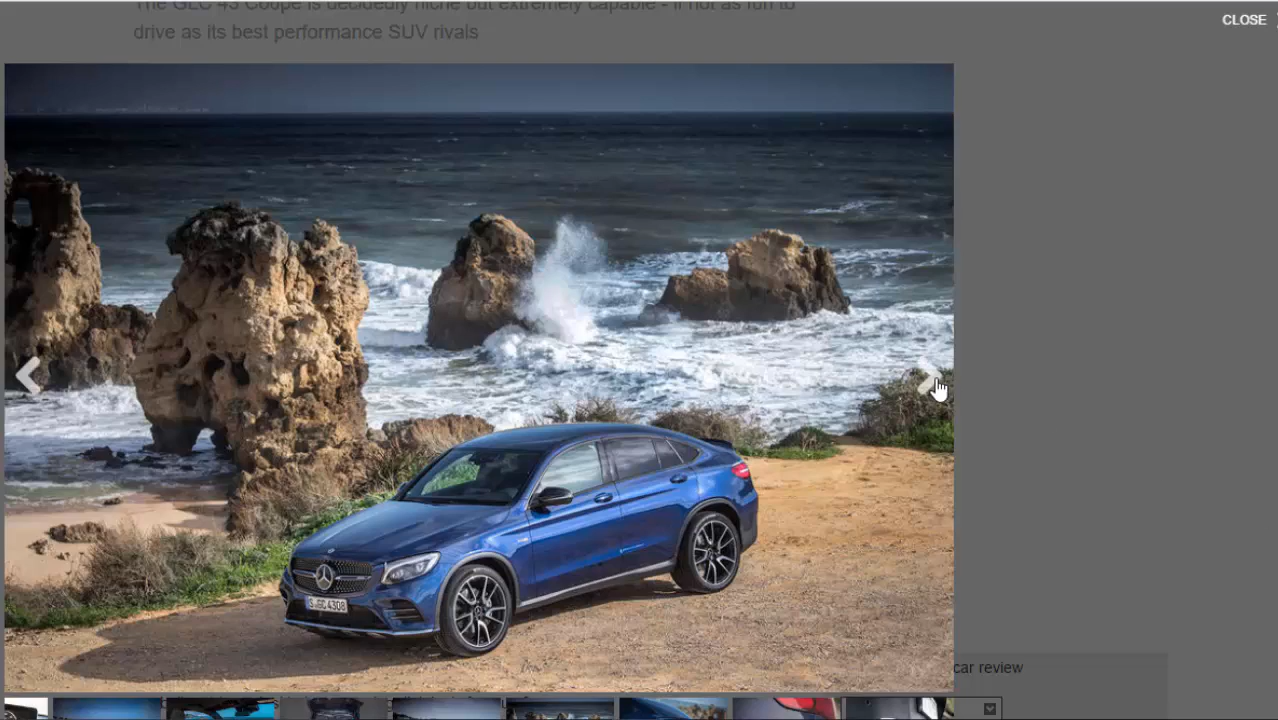 The GLC 43 Coupe is decidedly niche but extremely capable - if not as fun to
drive as its best performance SUV rivals
CLOSE
S GC 4308
car review